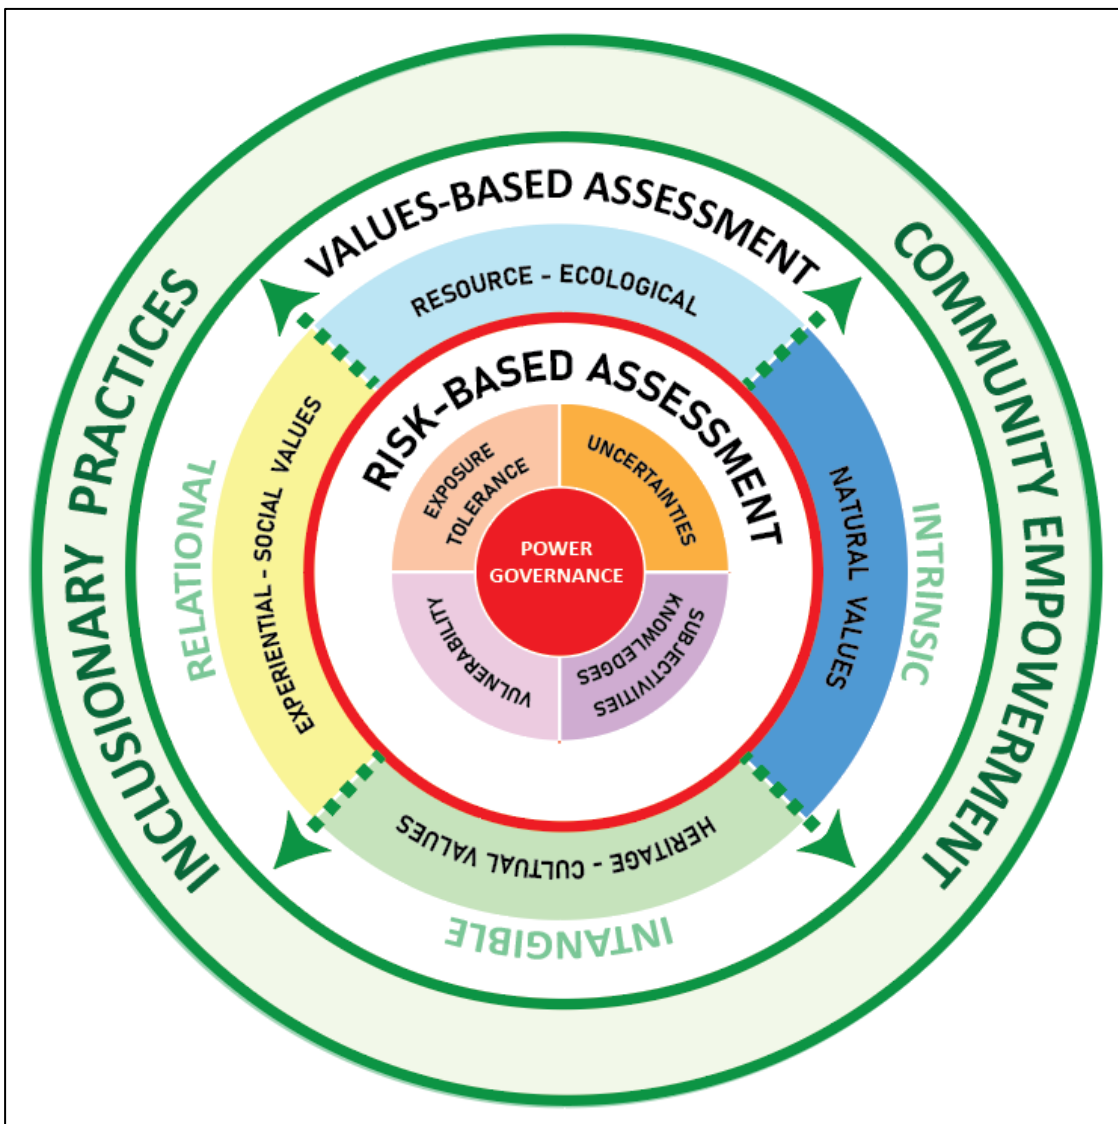 VALUES-BASED ASSESSMENT
RESOURCE - ECOLOGICAL
RISK-BASED ASSESSMENT
EXPOSURE
TOLERANCE
UNCERTAINTIES
POWER
GOVERNANCE
VULNERABILITY
KNOWLEDGES
SUBJECTIVITIES
EXPERIENTIAL - SOCIAL VALUES
NATURAL VALUES
HERITAGE - CULTUAL VALUES
RELATIONAL
INTRINSIC
INTANGIBLE
INCLUSIONARY PRACTICES
COMMUNITY EMPOWERMENT